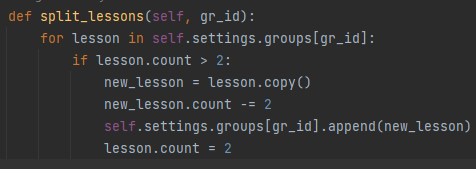 def split_lessons(self, gr_id):
    for lesson in self.settings.groups[gr_id]:
        if lesson.count > 2:
            new_lesson = lesson.copy()
            new_lesson.count -= 2
            self.settings.groups[gr_id].append(new_lesson)
            lesson.count = 2